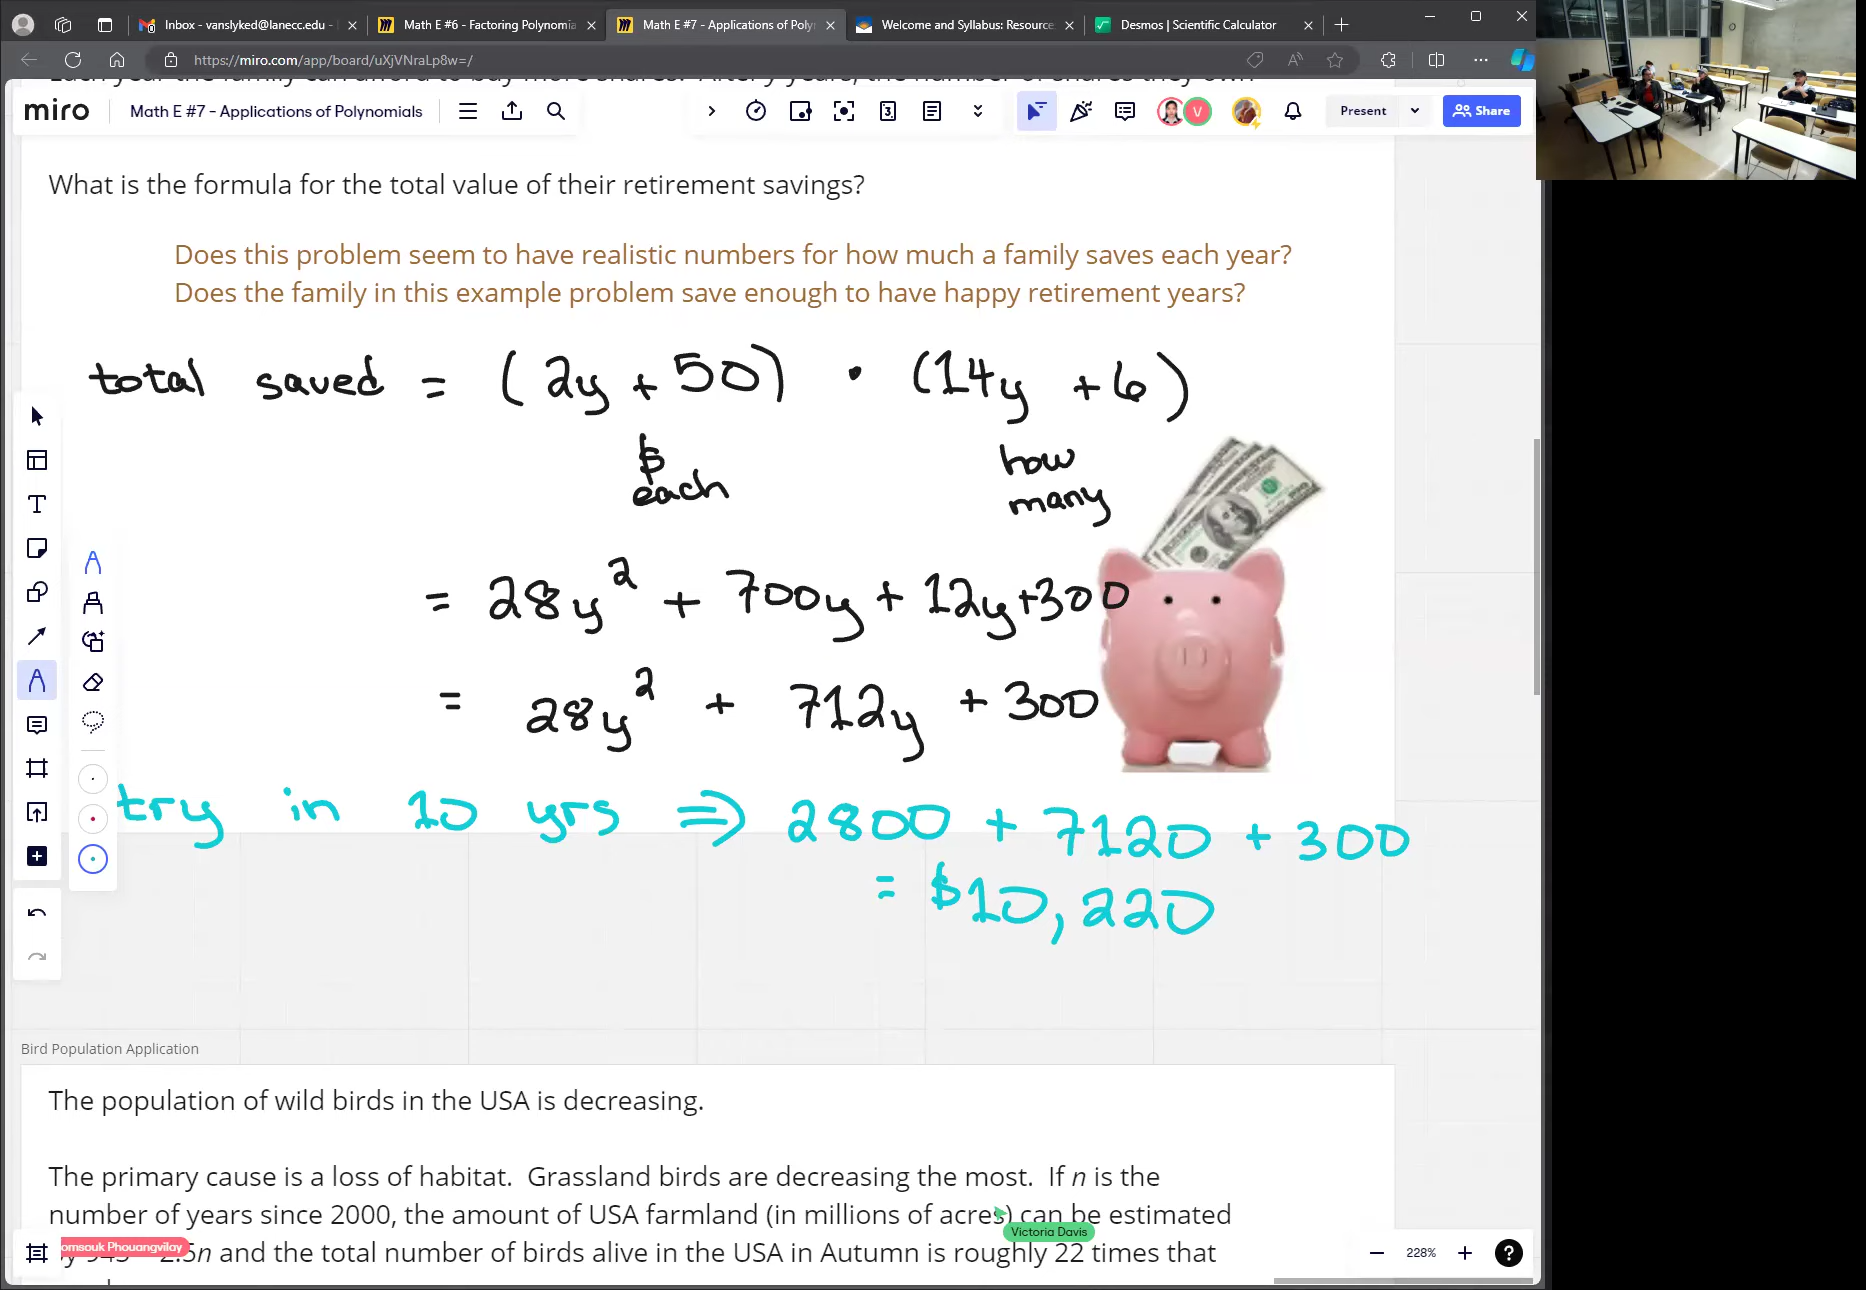 Inbox - vanslyked@lanecc.edu -
Math E #6 - Factoring Polynomia
Math E #7 - Applications of Polyn
Welcome and Syllabus: Resource
Desmos | Scientific Calculator
https://miro.com/app/board/uXjVNraLp8w=/
miro
Math E #7 - Applications of Polynomials
3
V
Present
Share
What is the formula for the total value of their retirement savings?
Does this problem seem to have realistic numbers for how much a family saves each year?
Does the family in this example problem save enough to have happy retirement years?
total saved = (2y + 50) • (14y + 6)
$ each
how many
= 28y² + 700y + 12y+300
= 28y² + 712y + 300
try in 10 yrs ⇒ 2800 + 7120 + 300
= $10,220
Bird Population Application
The population of wild birds in the USA is decreasing.
The primary cause is a loss of habitat. Grassland birds are decreasing the most. If n is the
number of years since 2000, the amount of USA farmland (in millions of acres) can be estimated
Victoria Davis
omsouk Phouangvilay
n and the total number of birds alive in the USA in Autumn is roughly 22 times that
228%